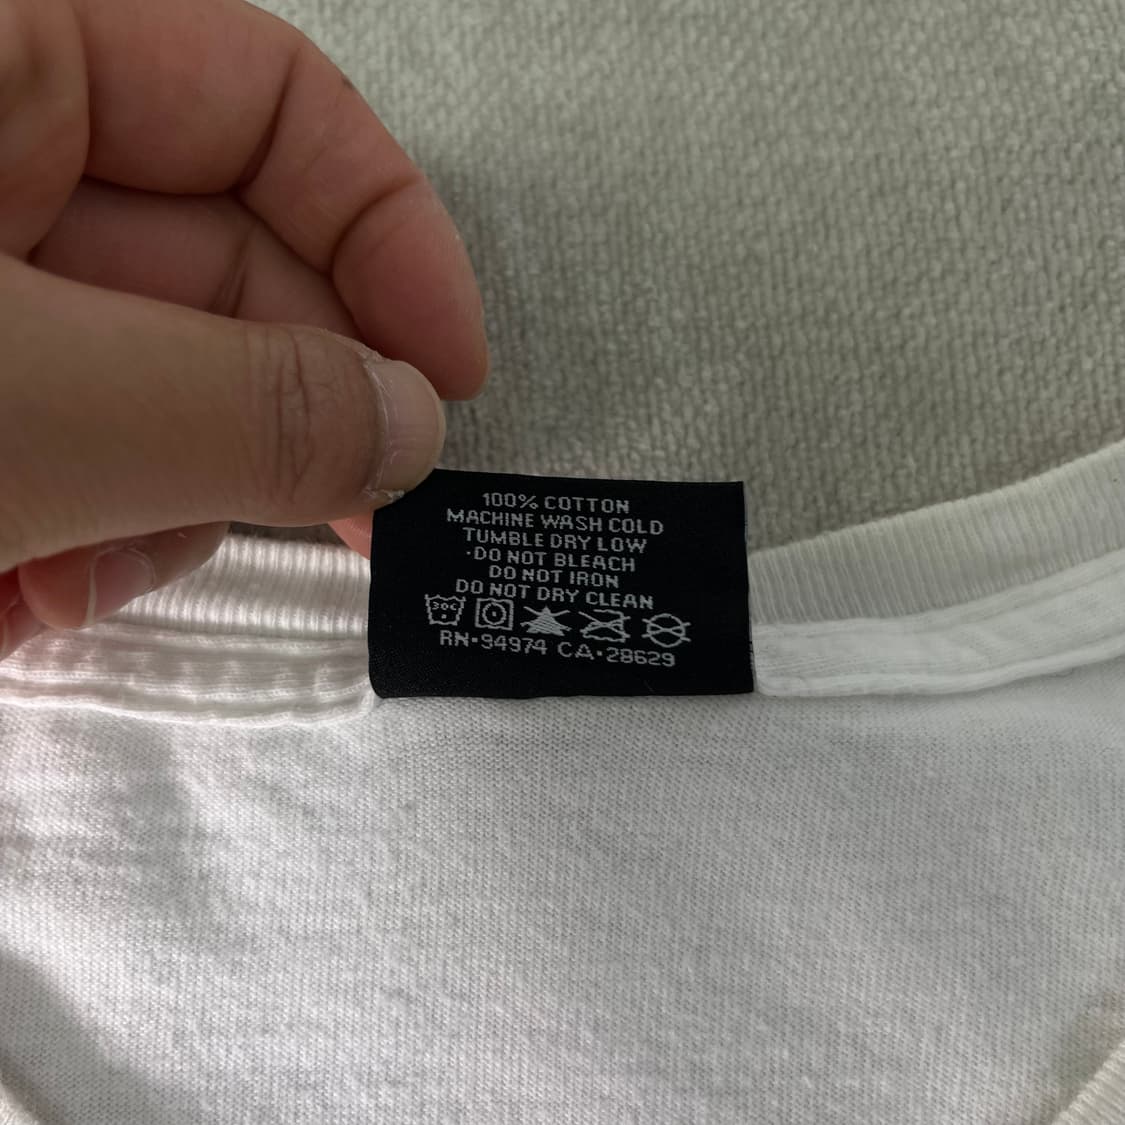 100% COTTON
MACHINE WASH COLD
TUMBLE DRY LOW
·DO NOT BLEACH
DO NOT IRON
DO NOT DRY CLEAN
30C
RN·94974 CA·28629